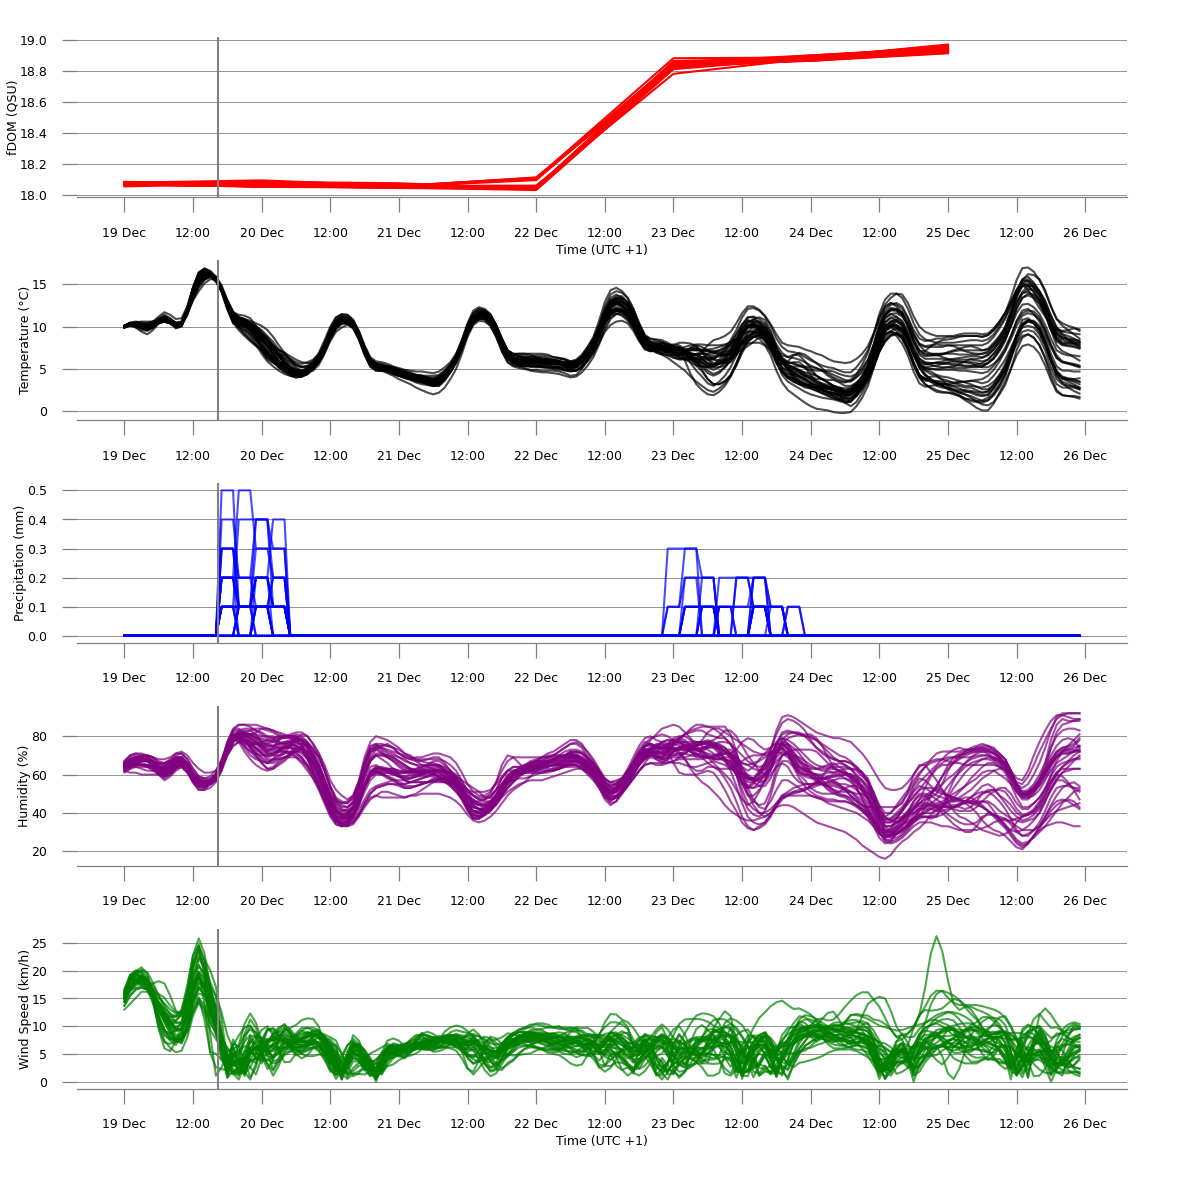 fDOM (QSU)
19.0
18.8
18.6
18.4
18.2
18.0
19 Dec 12:00 20 Dec 12:00 21 Dec 12:00 22 Dec 12:00 23 Dec 12:00 24 Dec 12:00 25 Dec 12:00 26 Dec
Time (UTC +1)
Temperature (°C)
15
10
5
0
19 Dec 12:00 20 Dec 12:00 21 Dec 12:00 22 Dec 12:00 23 Dec 12:00 24 Dec 12:00 25 Dec 12:00 26 Dec
Precipitation (mm)
0.5
0.4
0.3
0.2
0.1
0.0
19 Dec 12:00 20 Dec 12:00 21 Dec 12:00 22 Dec 12:00 23 Dec 12:00 24 Dec 12:00 25 Dec 12:00 26 Dec
Humidity (%)
80
60
40
20
19 Dec 12:00 20 Dec 12:00 21 Dec 12:00 22 Dec 12:00 23 Dec 12:00 24 Dec 12:00 25 Dec 12:00 26 Dec
Wind Speed (km/h)
25
20
15
10
5
0
19 Dec 12:00 20 Dec 12:00 21 Dec 12:00 22 Dec 12:00 23 Dec 12:00 24 Dec 12:00 25 Dec 12:00 26 Dec
Time (UTC +1)